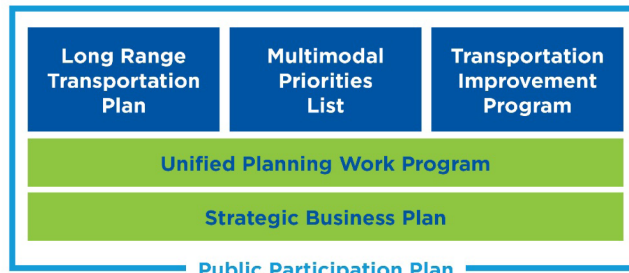 Long Range
Transportation
Plan
Multimodal
Priorities
List
Transportation
Improvement
Program
Unified Planning Work Program
Strategic Business Plan
Public Participation Plan